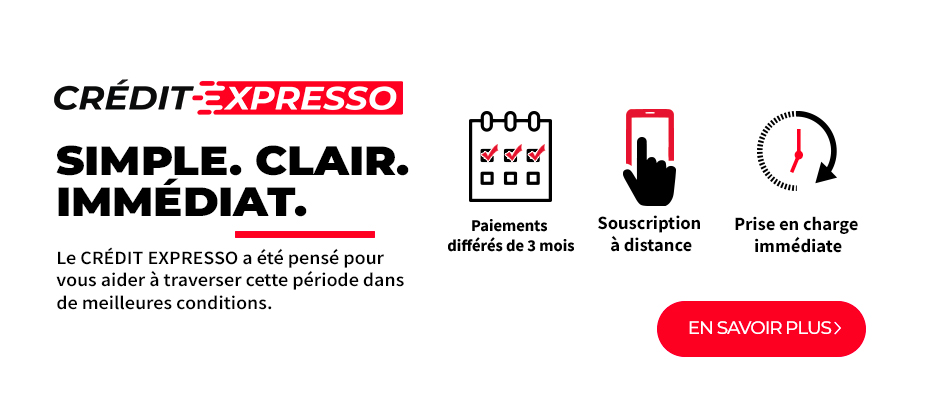 CRÉDIT EXPRESSO
SIMPLE. CLAIR.
IMMÉDIAT.
Le CRÉDIT EXPRESSO a été pensé pour
vous aider à traverser cette période dans
de meilleures conditions.
Paiements
différés de 3 mois
Souscription
à distance
Prise en charge
immédiate
EN SAVOIR PLUS